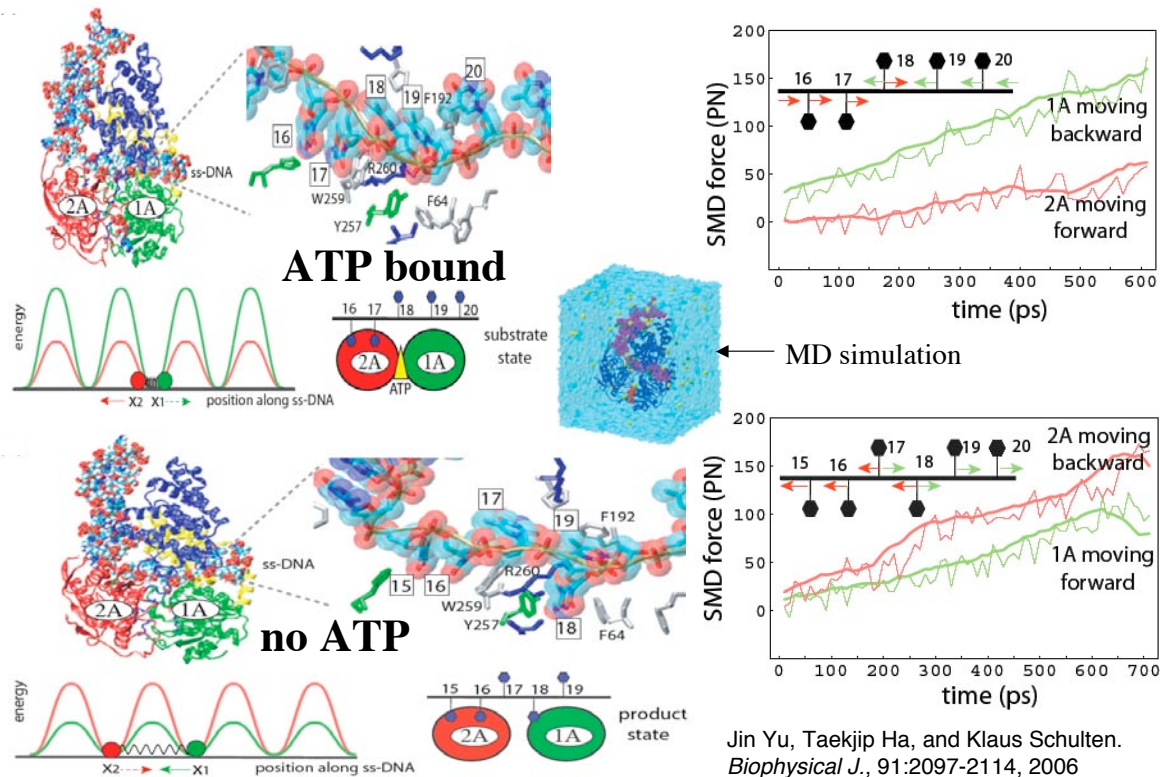 2A
1A
ss-DNA
16
17
18
19
20
F192
R260
W259
Y257
F64
ATP bound
energy
X2
X1
position along ss-DNA
16
17
18
19
20
2A
1A
ATP
substrate
state
MD simulation
200
150
100
50
0
SMD force (PN)
16
17
18
19
20
1A moving
backward
2A moving
forward
100
200
300
400
500
600
time (ps)
2A
1A
ss-DNA
no ATP
15
16
17
18
19
F192
R260
W259
Y257
F64
energy
X2
X1
position along ss-DNA
15
16
17
18
19
2A
1A
product
state
200
150
100
50
0
SMD force (PN)
15
16
17
18
19
20
2A moving
backward
1A moving
forward
0
100
200
300
400
500
600
700
time (ps)
Jin Yu, Taekjip Ha, and Klaus Schulten.
Biophysical J., 91:2097-2114, 2006